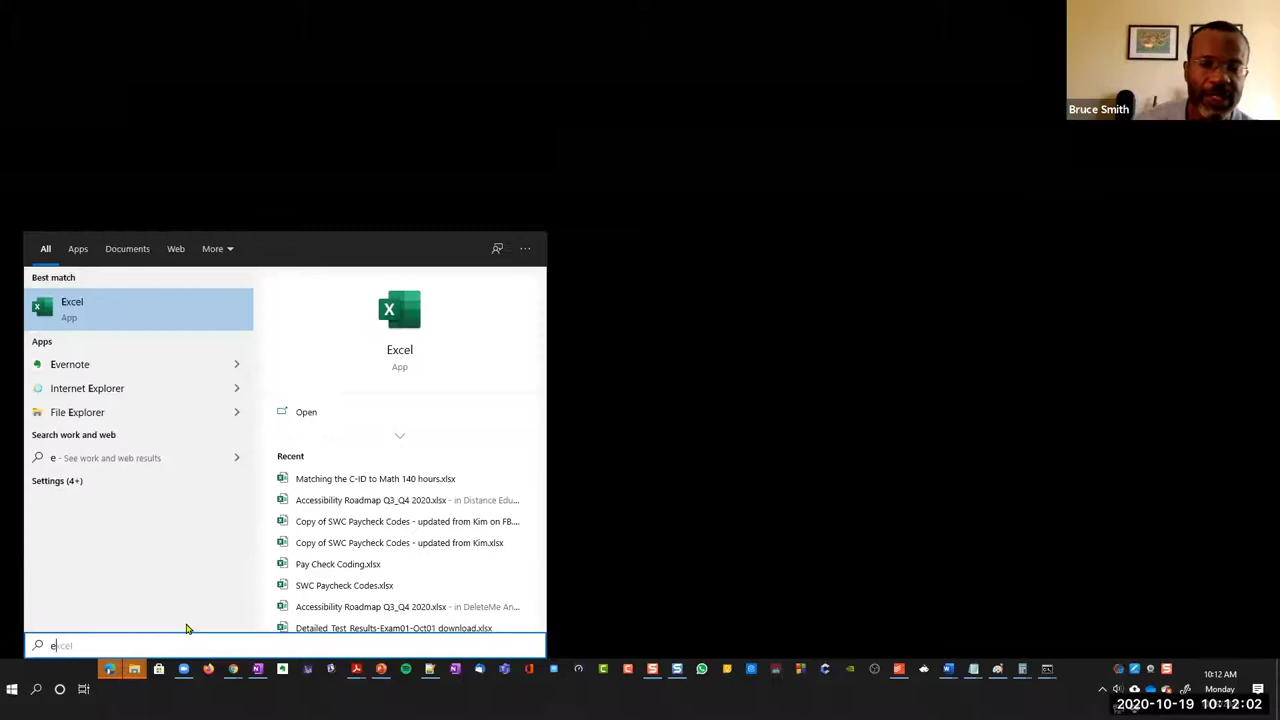 Bruce Smith
All Apps Documents Web More
Best match
Excel
App
Apps
Evernote
Internet Explorer
File Explorer
Search work and web
e - See work and web results
Settings (4+)
Excel
App
Open
Recent
Matching the C-ID to Math 140 hours.xlsx
Accessibility Roadmap Q3_Q4 2020.xlsx - in Distance Edu...
Copy of SWC Paycheck Codes - updated from Kim on FB....
Copy of SWC Paycheck Codes - updated from Kim.xlsx
Pay Check Coding.xlsx
SWC Paycheck Codes.xlsx
Accessibility Roadmap Q3_Q4 2020.xlsx - in DeleteMe An...
Detailed_Test_Results-Exam01-Oct01 download.xlsx
excel
10:12 AM
Monday
2020-10-19 10:12:02